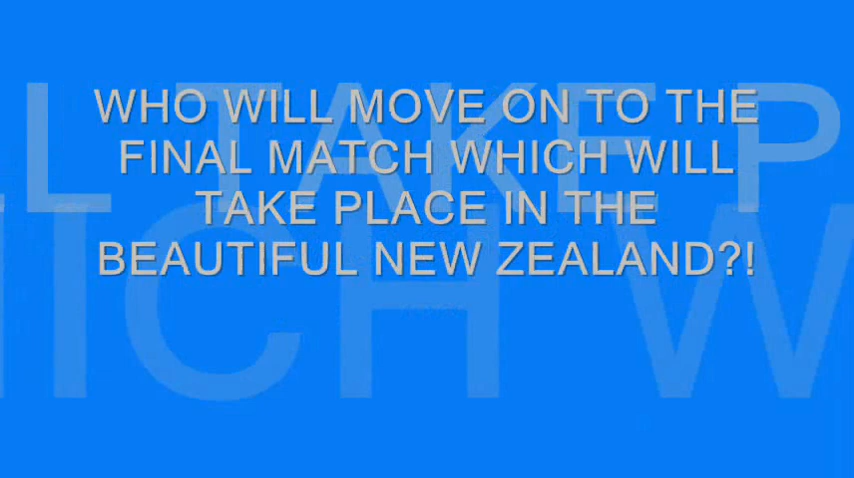 WHO WILL MOVE ON TO THE
FINAL MATCH WHICH WILL
TAKE PLACE IN THE
BEAUTIFUL NEW ZEALAND?!